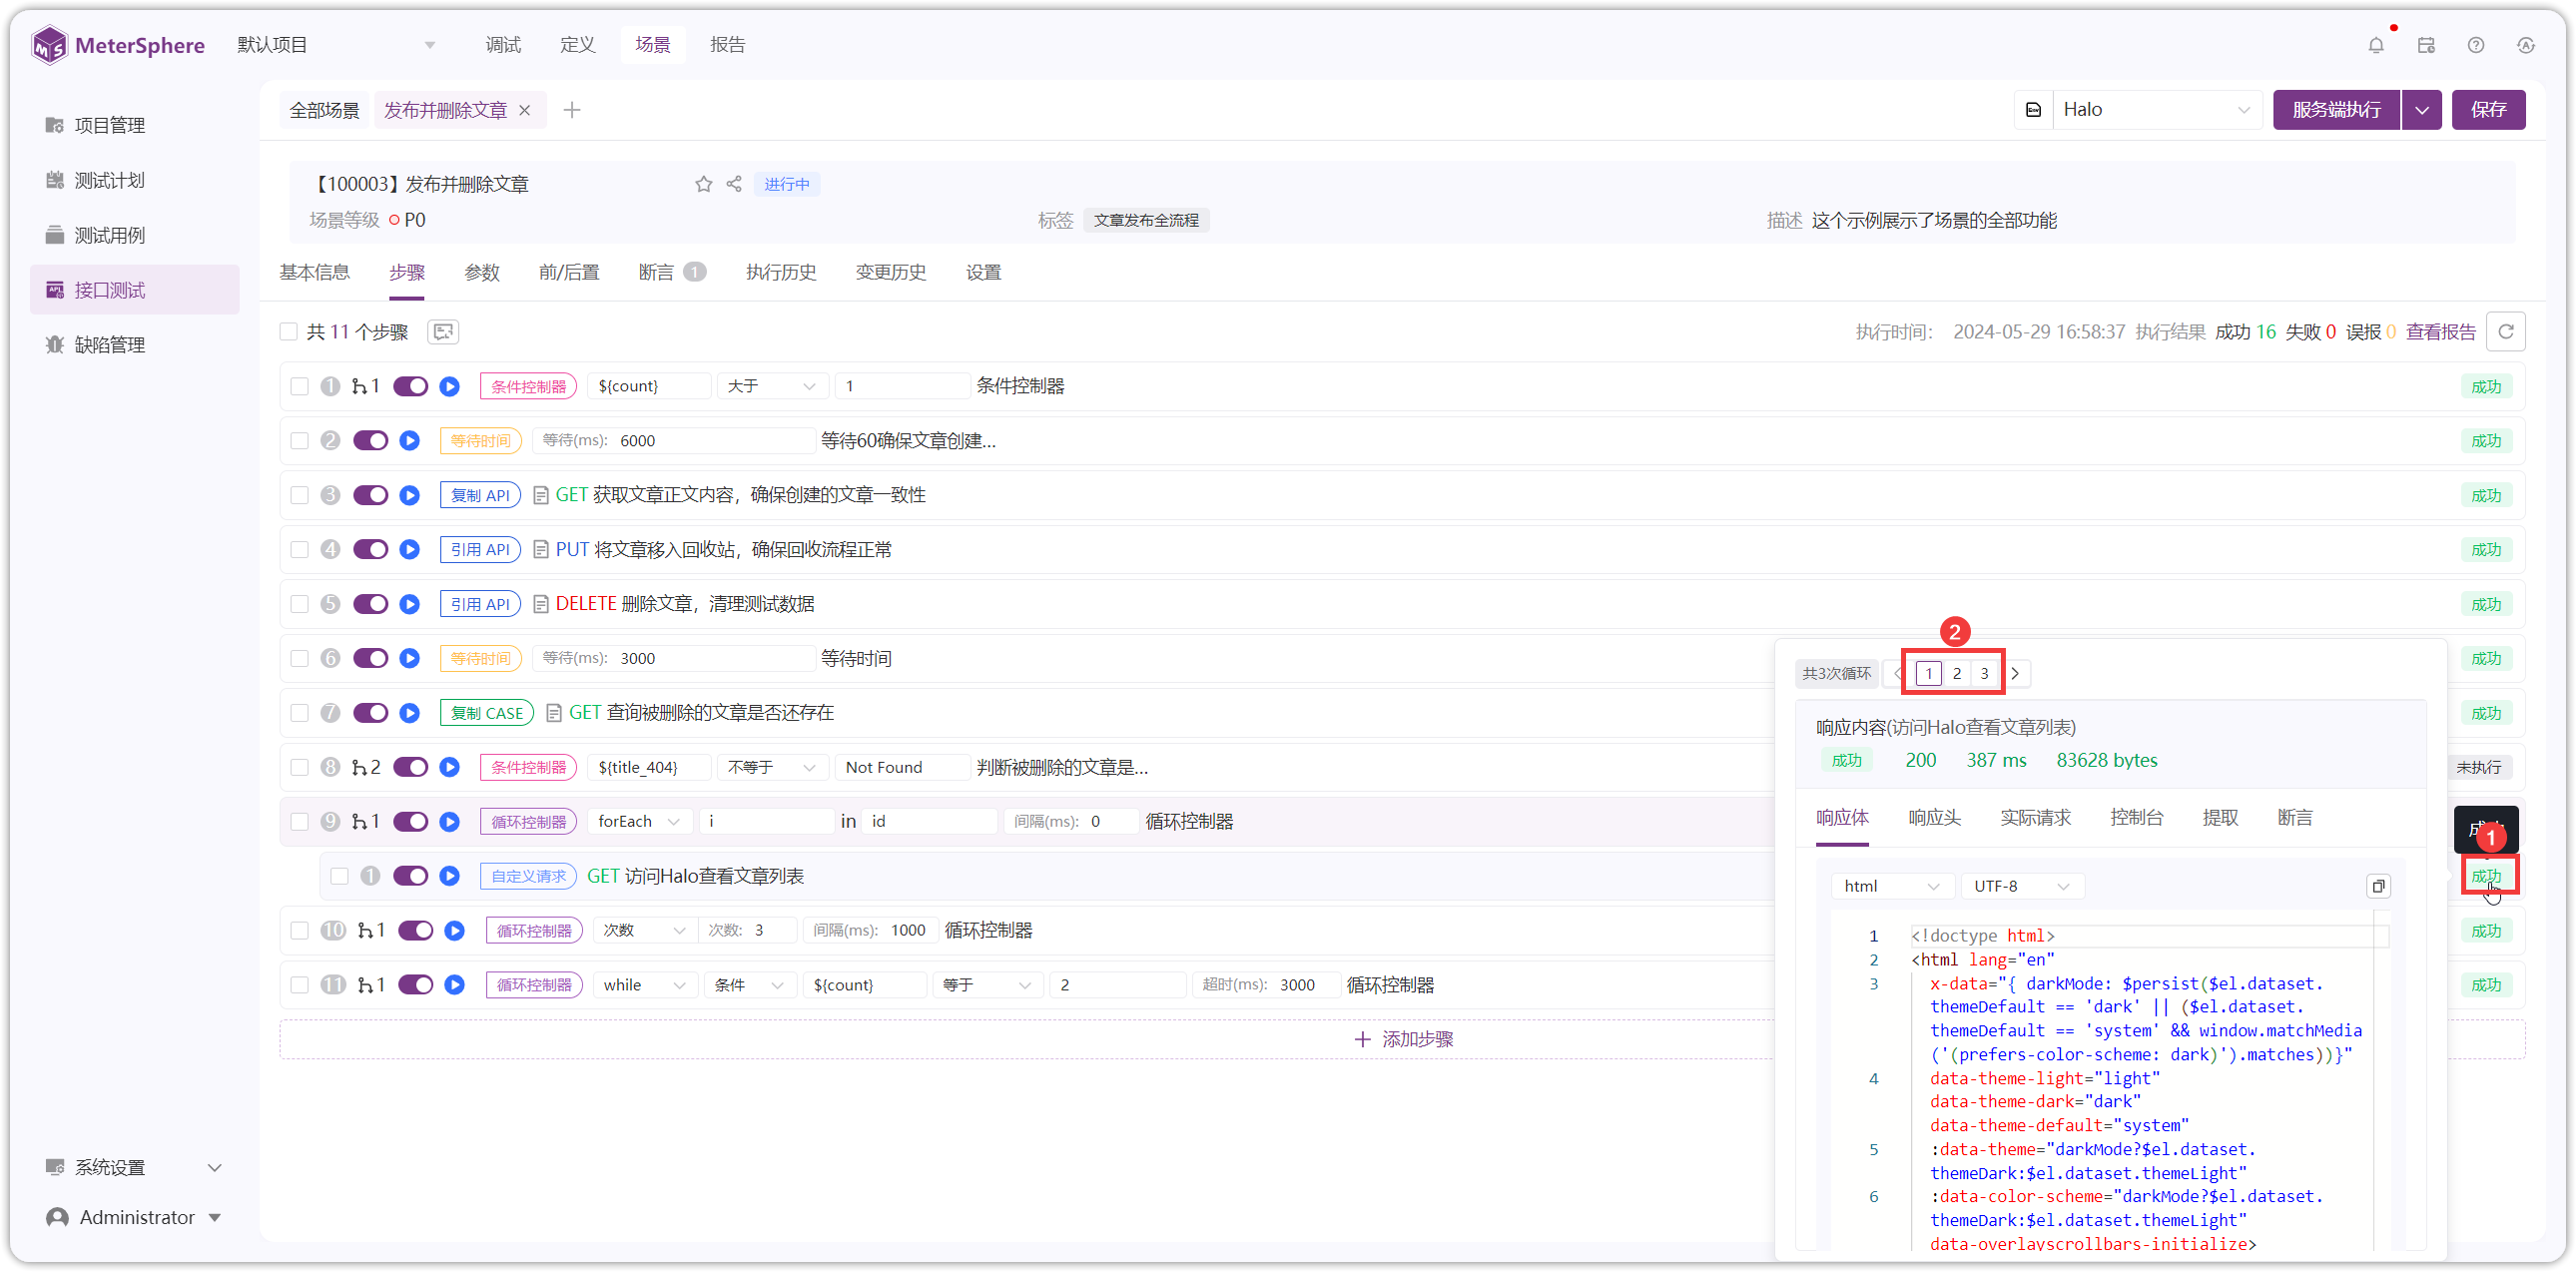 MeterSphere 默认项目 调试 定义 场景 报告
项目管理
测试计划
测试用例
接口测试
缺陷管理
系统设置
Administrator
全部场景 发布并删除文章 Halo 服务端执行 保存
【100003】发布并删除文章 进行中
场景等级 P0 标签 文章发布全流程 描述 这个示例展示了场景的全部功能
基本信息 步骤 参数 前/后置 断言 1 执行历史 变更历史 设置
共 11 个步骤 执行时间: 2024-05-29 16:58:37 执行结果 成功 16 失败 0 误报 0 查看报告
1 1 条件控制器 ${count} 大于 1 条件控制器 成功
2 等待时间 等待(ms): 6000 等待60确保文章创建... 成功
3 复制 API GET 获取文章正文内容，确保创建的文章一致性 成功
4 引用 API PUT 将文章移入回收站，确保回收流程正常 成功
5 引用 API DELETE 删除文章，清理测试数据 成功
6 等待时间 等待(ms): 3000 等待时间 成功
7 复制 CASE GET 查询被删除的文章是否还存在 成功
8 2 条件控制器 ${title_404} 不等于 Not Found 判断被删除的文章是... 未执行
9 1 循环控制器 forEach i in id 间隔(ms): 0 循环控制器
1 自定义请求 GET 访问Halo查看文章列表 成功
10 1 循环控制器 次数 次数: 3 间隔(ms): 1000 循环控制器 成功
11 1 循环控制器 while 条件 ${count} 等于 2 超时(ms): 3000 循环控制器 成功
添加步骤
2
1
共3次循环 1 2 3
响应内容(访问Halo查看文章列表)
成功 200 387 ms 83628 bytes
响应体 响应头 实际请求 控制台 提取 断言
html UTF-8
1 <!doctype html>
2 <html lang="en"
3 x-data="{ darkMode: $persist($el.dataset.
themeDefault == 'dark' || ($el.dataset.
themeDefault == 'system' && window.matchMedia
('(prefers-color-scheme: dark)').matches))}"
4 data-theme-light="light"
data-theme-dark="dark"
data-theme-default="system"
5 :data-theme="darkMode?$el.dataset.
themeDark:$el.dataset.themeLight"
6 :data-color-scheme="darkMode?$el.dataset.
themeDark:$el.dataset.themeLight"
data-overlayscrollbars-initialize>